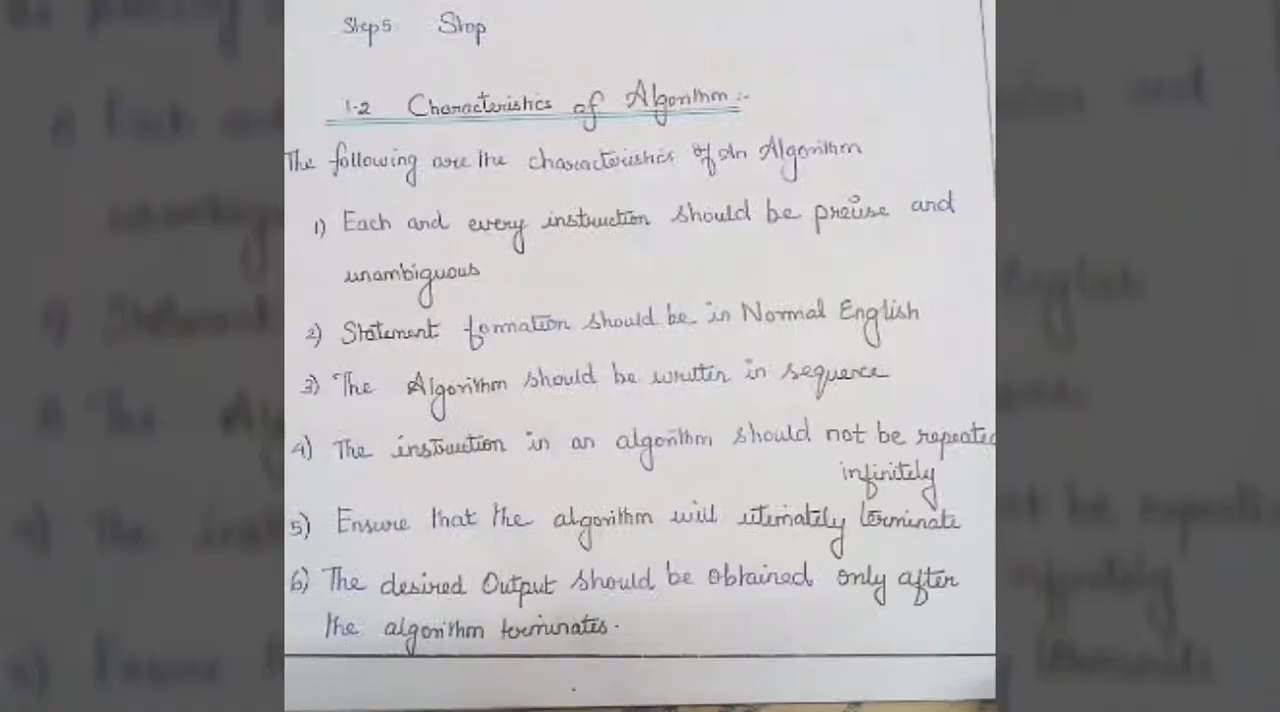 Step5 Stop
1.2 Characteristics of Algorithm :-
The following are the characteristics of An Algorithm
1) Each and every instruction should be precise and
unambiguous
2) Statement formation should be in Normal English
3) The Algorithm should be written in sequence
4) The instruction in an algorithm should not be repeated
infinitely
5) Ensure that the algorithm will utimately terminate
6) The desired Output should be obtained only after
the algorithm terminates.